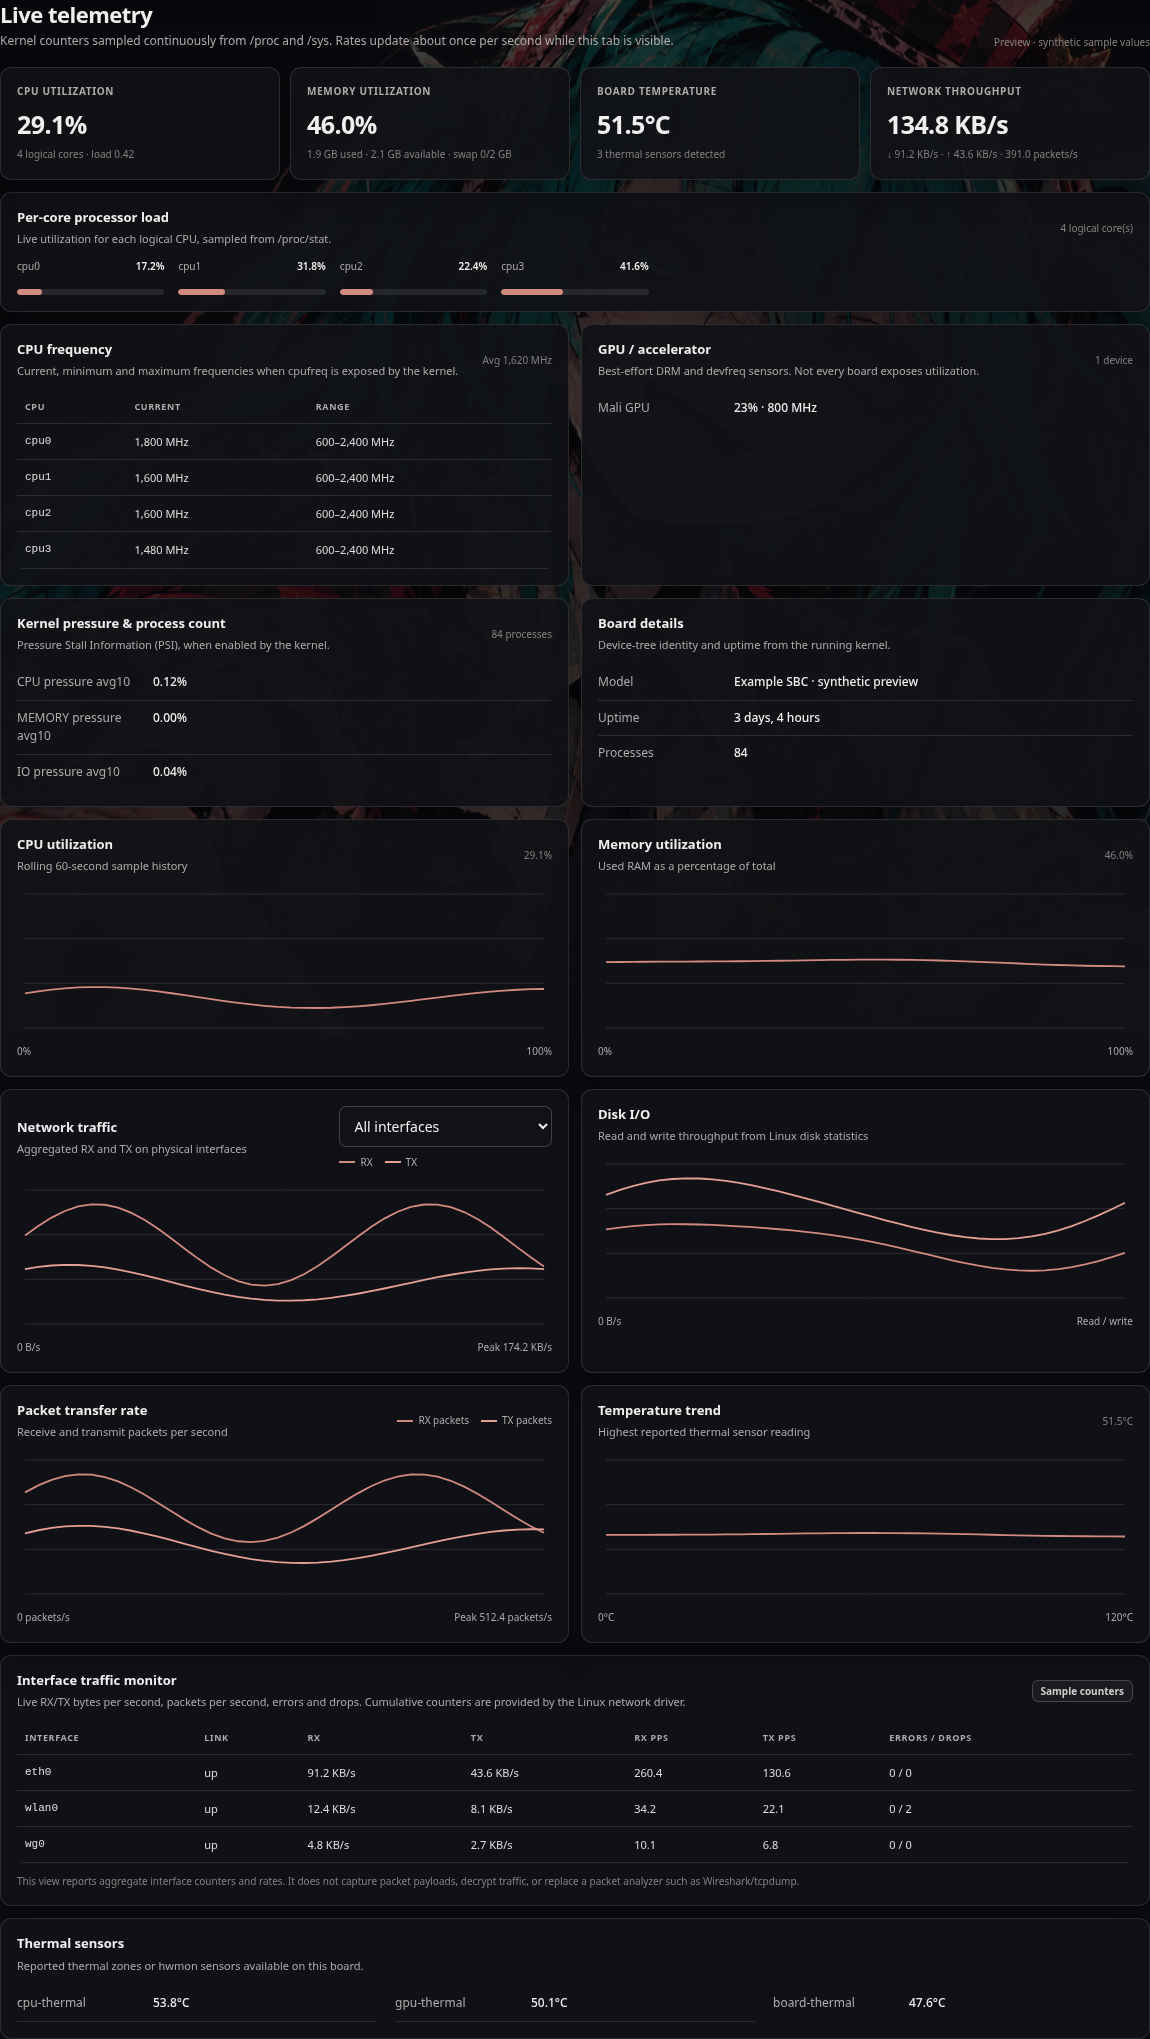 Live telemetry
Kernel counters sampled continuously from /proc and /sys. Rates update about once per second while this tab is visible.
Preview · synthetic sample values
CPU UTILIZATION
29.1%
4 logical cores · load 0.42
MEMORY UTILIZATION
46.0%
1.9 GB used · 2.1 GB available · swap 0/2 GB
BOARD TEMPERATURE
51.5°C
3 thermal sensors detected
NETWORK THROUGHPUT
134.8 KB/s
↓ 91.2 KB/s · ↑ 43.6 KB/s · 391.0 packets/s
Per-core processor load
Live utilization for each logical CPU, sampled from /proc/stat.
4 logical core(s)
cpu0 17.2%
cpu1 31.8%
cpu2 22.4%
cpu3 41.6%
CPU frequency
Current, minimum and maximum frequencies when cpufreq is exposed by the kernel.
Avg 1,620 MHz
CPU CURRENT RANGE
cpu0 1,800 MHz 600–2,400 MHz
cpu1 1,600 MHz 600–2,400 MHz
cpu2 1,600 MHz 600–2,400 MHz
cpu3 1,480 MHz 600–2,400 MHz
GPU / accelerator
Best-effort DRM and devfreq sensors. Not every board exposes utilization.
1 device
Mali GPU 23% · 800 MHz
Kernel pressure & process count
Pressure Stall Information (PSI), when enabled by the kernel.
84 processes
CPU pressure avg10 0.12%
MEMORY pressure avg10 0.00%
IO pressure avg10 0.04%
Board details
Device-tree identity and uptime from the running kernel.
Model Example SBC · synthetic preview
Uptime 3 days, 4 hours
Processes 84
CPU utilization
Rolling 60-second sample history
29.1%
0% 100%
Memory utilization
Used RAM as a percentage of total
46.0%
0% 100%
Network traffic
Aggregated RX and TX on physical interfaces
All interfaces
RX TX
0 B/s Peak 174.2 KB/s
Disk I/O
Read and write throughput from Linux disk statistics
0 B/s Read / write
Packet transfer rate
Receive and transmit packets per second
RX packets TX packets
0 packets/s Peak 512.4 packets/s
Temperature trend
Highest reported thermal sensor reading
51.5°C
0°C 120°C
Interface traffic monitor
Live RX/TX bytes per second, packets per second, errors and drops. Cumulative counters are provided by the Linux network driver.
Sample counters
INTERFACE LINK RX TX RX PPS TX PPS ERRORS / DROPS
eth0 up 91.2 KB/s 43.6 KB/s 260.4 130.6 0 / 0
wlan0 up 12.4 KB/s 8.1 KB/s 34.2 22.1 0 / 2
wg0 up 4.8 KB/s 2.7 KB/s 10.1 6.8 0 / 0
This view reports aggregate interface counters and rates. It does not capture packet payloads, decrypt traffic, or replace a packet analyzer such as Wireshark/tcpdump.
Thermal sensors
Reported thermal zones or hwmon sensors available on this board.
cpu-thermal 53.8°C
gpu-thermal 50.1°C
board-thermal 47.6°C